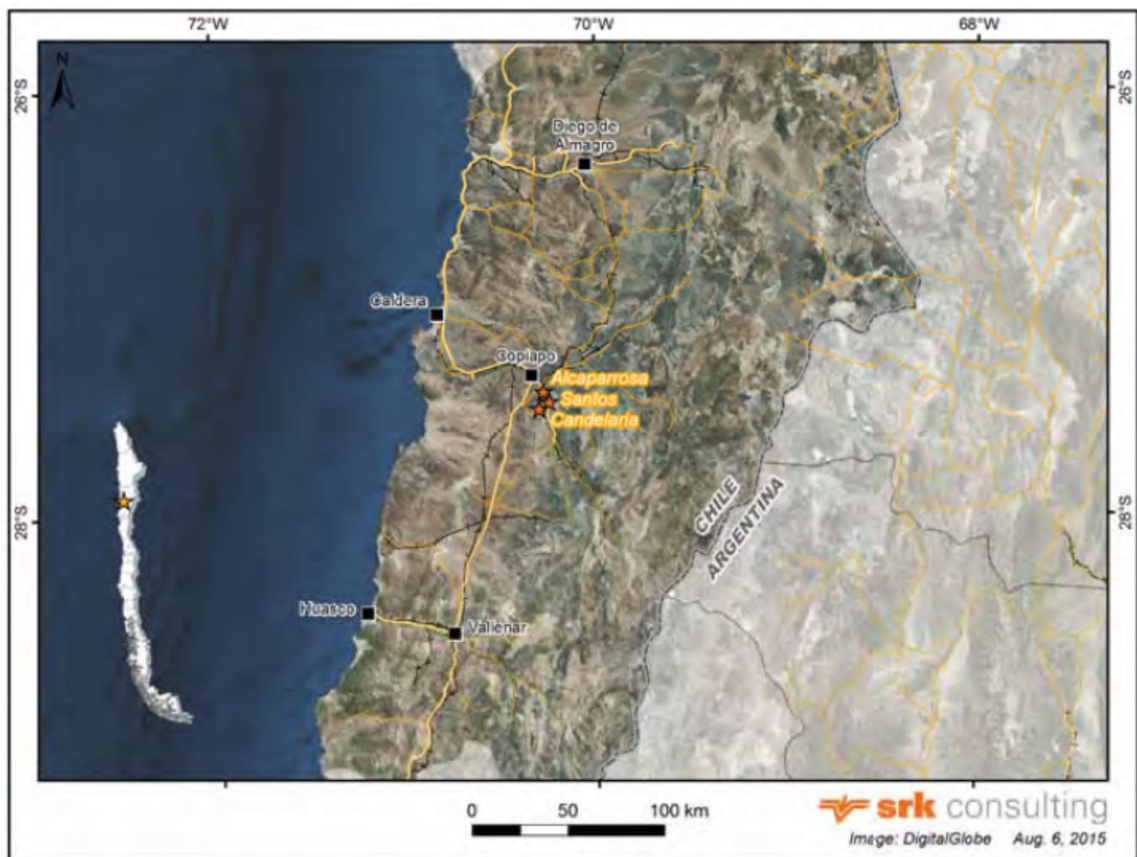 72°W 70°W 68°W
N
26°S 26°S
Diego de
Almagro
Caldera
Copiapo
Alcaparrosa
Santos
Candelaria
28°S 28°S
CHILE
ARGENTINA
Huasco
Vallenar
0 50 100 km
srk consulting
Image: DigitalGlobe Aug. 6, 2015